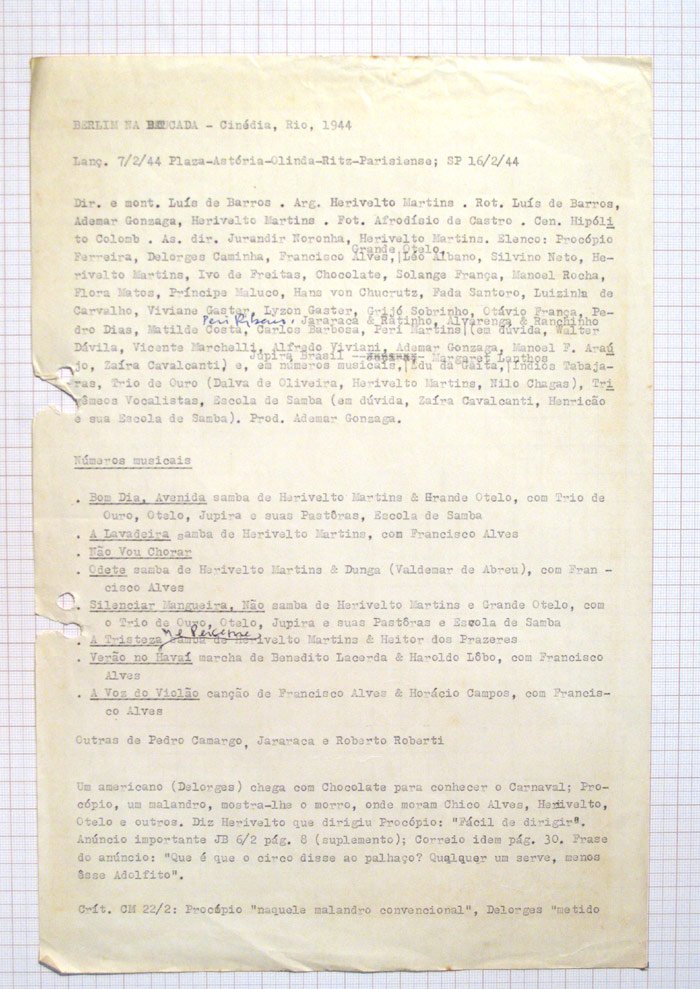 BERLIM NA BATUCADA - Cinédia, Rio, 1944
Lanç. 7/2/44 Plaza-Astória-Olinda-Ritz-Parisiense; SP 16/2/44
Dir. e mont. Luís de Barros . Arg. Herivelto Martins . Rot. Luís de Barros,
Ademar Gonzaga, Herivelto Martins . Fot. Afrodísio de Castro . Cen. Hipóli
to Colomb . As. dir. Jurandir Noronha, Herivelto Martins. Elenco: Procópio
Grande Otelo,
Ferreira, Delorges Caminha, Francisco Alves,|Léo Albano, Silvino Neto, He-
rivelto Martins, Ivo de Freitas, Chocolate, Solange França, Manoel Rocha,
Flora Matos, Príncipe Maluco, Hans von Chucrutz, Fada Santoro, Luizinha de
Carvalho, Viviane Gaster, Lyzon Gaster, Grijó Sobrinho, Otávio França, Pe-
Peri Ribeiro, Jararaca & Ratinho, Alvarenga & Ranchinho
dro Dias, Matilde Costa, Carlos Barbosa, Peri Martins|(em dúvida, Walter
Dávila, Vicente Marchelli, Alfredo Viviani, Ademar Gonzaga, Manoel F. Araú
Jupira Brasil Margaret Lanthos
jo, Zaíra Cavalcanti) e, em números musicais,|Edu da Gaita,|Índios Tabaja-
ras, Trio de Ouro (Dalva de Oliveira, Herivelto Martins, Nilo Chagas), Tri
gêmeos Vocalistas, Escola de Samba (em dúvida, Zaíra Cavalcanti, Henricão
e sua Escola de Samba). Prod. Ademar Gonzaga.
Números musicais
. Bom Dia, Avenida samba de Herivelto Martins & Grande Otelo, com Trio de
Ouro, Otelo, Jupira e suas Pastôras, Escola de Samba
. A Lavadeira samba de Herivelto Martins, com Francisco Alves
. Não Vou Chorar
. Odete samba de Herivelto Martins & Dunga (Valdemar de Abreu), com Fran -
cisco Alves
. Silenciar Mangueira, Não samba de Herivelto Martins e Grande Otelo, com
o Trio de Ouro, Otelo, Jupira e suas Pastôras e Escola de Samba
. A Tristeza samba de Herivelto Martins & Heitor dos Prazeres
. Verão no Havaí marcha de Benedito Lacerda & Haroldo Lôbo, com Francisco
Alves
. A Voz do Violão canção de Francisco Alves & Horácio Campos, com Francis-
co Alves
Outras de Pedro Camargo, Jararaca e Roberto Roberti
Um americano (Delorges) chega com Chocolate para conhecer o Carnaval; Pro-
cópio, um malandro, mostra-lhe o morro, onde moram Chico Alves, Herivelto,
Otelo e outros. Diz Herivelto que dirigiu Procópio: "Fácil de dirigir".
Anúncio importante JB 6/2 pág. 8 (suplemento); Correio idem pág. 30. Frase
do anúncio: "Que é que o circo disse ao palhaço? Qualquer um serve, menos
êsse Adolfito".
Crít. CM 22/2: Procópio "naquele malandro convencional", Delorges "metido